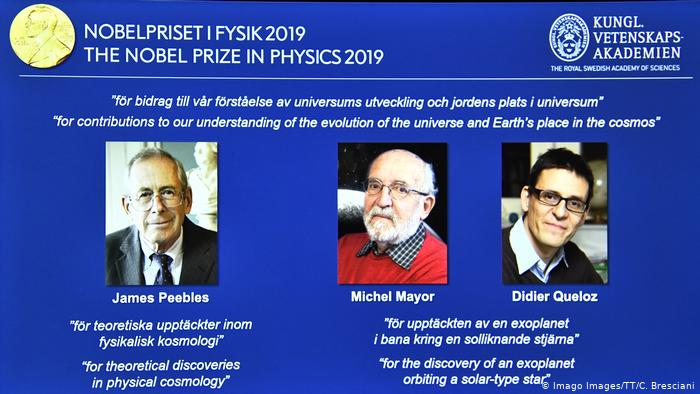 NOBELPRISET I FYSIK 2019
THE NOBEL PRIZE IN PHYSICS 2019
KUNGL.
VETENSKAPS-
AKADEMIEN
THE ROYAL SWEDISH ACADEMY OF SCIENCES
"för bidrag till vår förståelse av universums utveckling och jordens plats i universum"
"for contributions to our understanding of the evolution of the universe and Earth's place in the cosmos"
James Peebles
Michel Mayor
Didier Queloz
"för teoretiska upptäckter inom
fysikalisk kosmologi"
"for theoretical discoveries
in physical cosmology"
"för upptäckten av en exoplanet
i bana kring en solliknande stjärna"
"for the discovery of an exoplanet
orbiting a solar-type star"
© Imago Images/TT/C. Bresciani